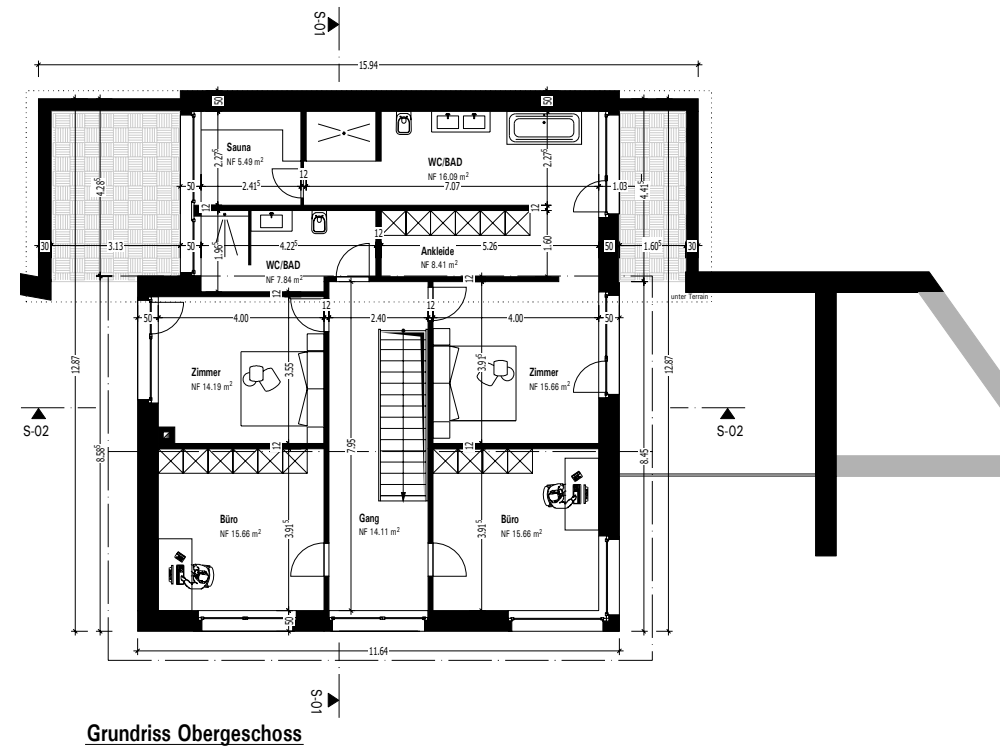 S-01
15.94
50
50
Sauna
NF 5.49 m²
2.27⁵
2.41⁵
50
12
WC/BAD
NF 16.09 m²
7.07
2.27⁵
1.03
4.28⁵
4.41⁵
12
12
30
3.13
50
1.96⁵
4.22⁵
12
WC/BAD
NF 7.84 m²
Ankleide
NF 8.41 m²
5.26
1.60
50
1.60⁵
30
12
12
unter Terrain
50
4.00
12
2.40
12
4.00
50
Zimmer
NF 14.19 m²
3.55
3.91⁵
Zimmer
NF 15.66 m²
12.87
12.87
S-02
S-02
12
12
8.58⁵
7.95
8.45
Büro
NF 15.66 m²
3.91⁵
Gang
NF 14.11 m²
3.91⁵
Büro
NF 15.66 m²
50
11.64
S-01
Grundriss Obergeschoss